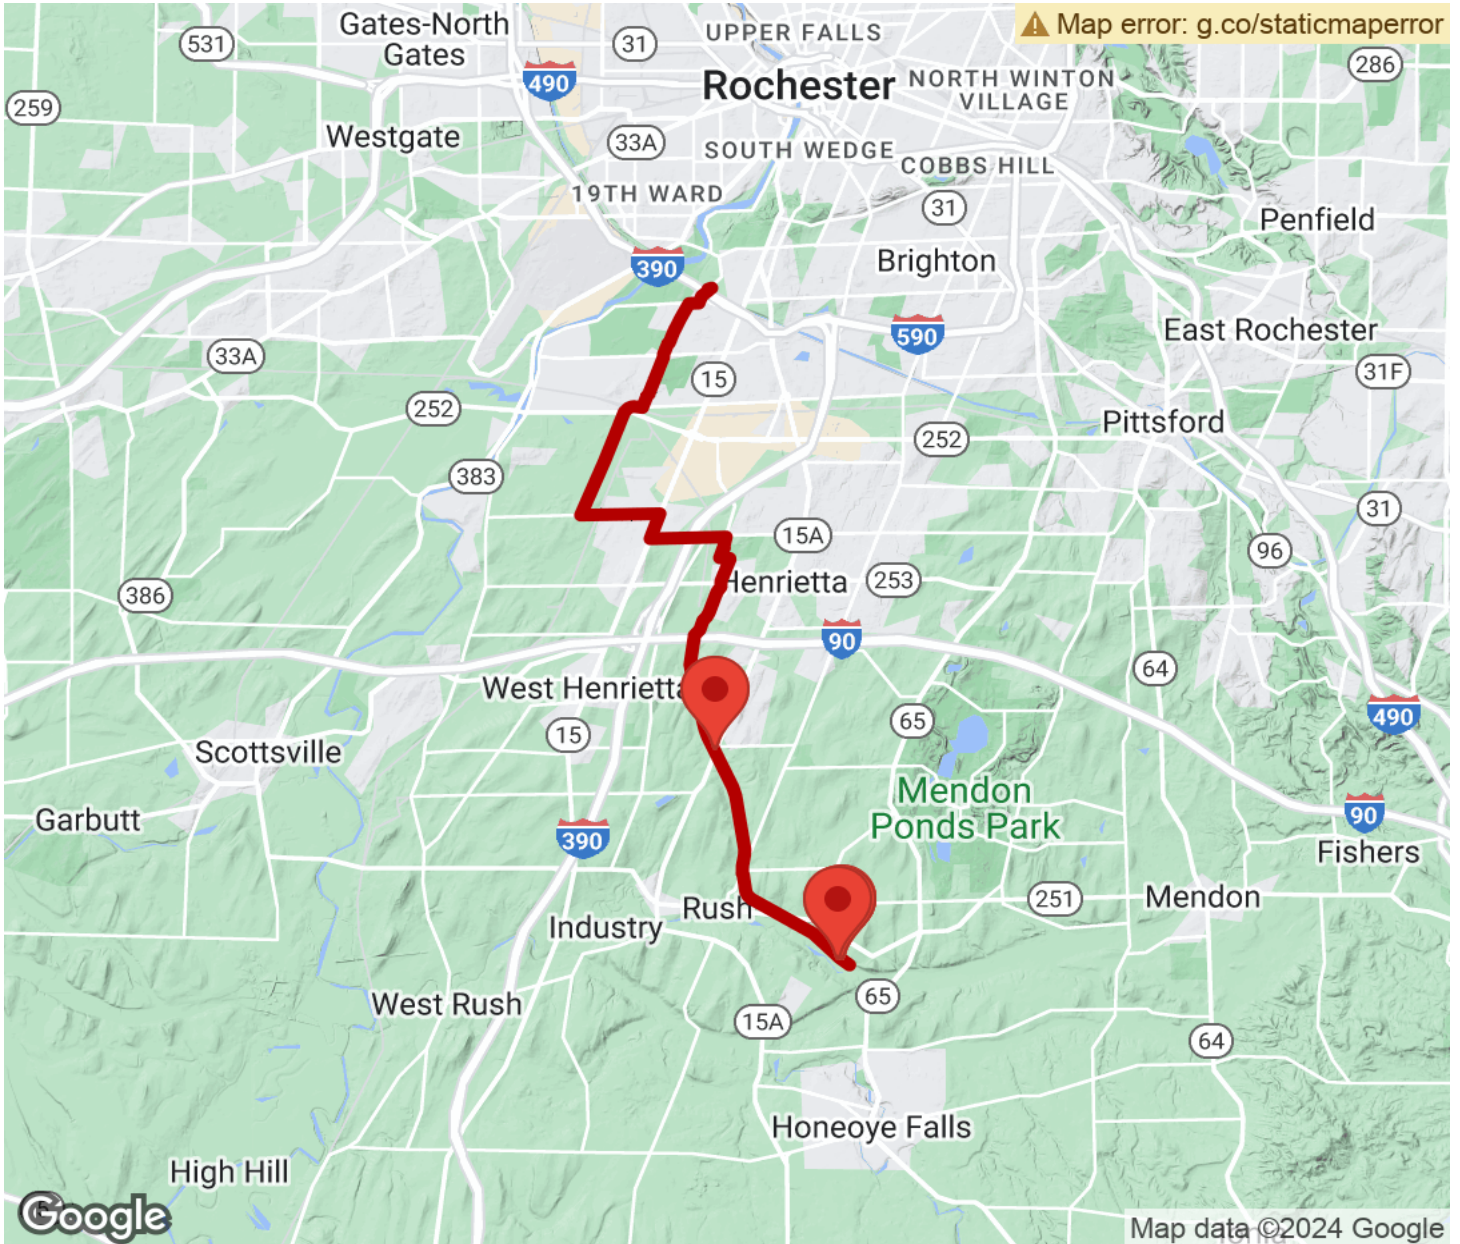 Gates-North
Gates
531
31
UPPER FALLS
Map error: g.co/staticmaperror
286
490
Rochester
NORTH WINTON
VILLAGE
259
Westgate
33A
SOUTH WEDGE
COBBS HILL
19TH WARD
31
Penfield
390
Brighton
590
East Rochester
33A
15
31F
252
Pittsford
252
383
31
15A
96
Henrietta
253
386
90
64
West Henrietta
65
490
15
Scottsville
Mendon
Ponds Park
Garbutt
90
390
Fishers
Mendon
251
Rush
Industry
65
West Rush
15A
64
Honeoye Falls
High Hill
Google
Map data ©2024 Google